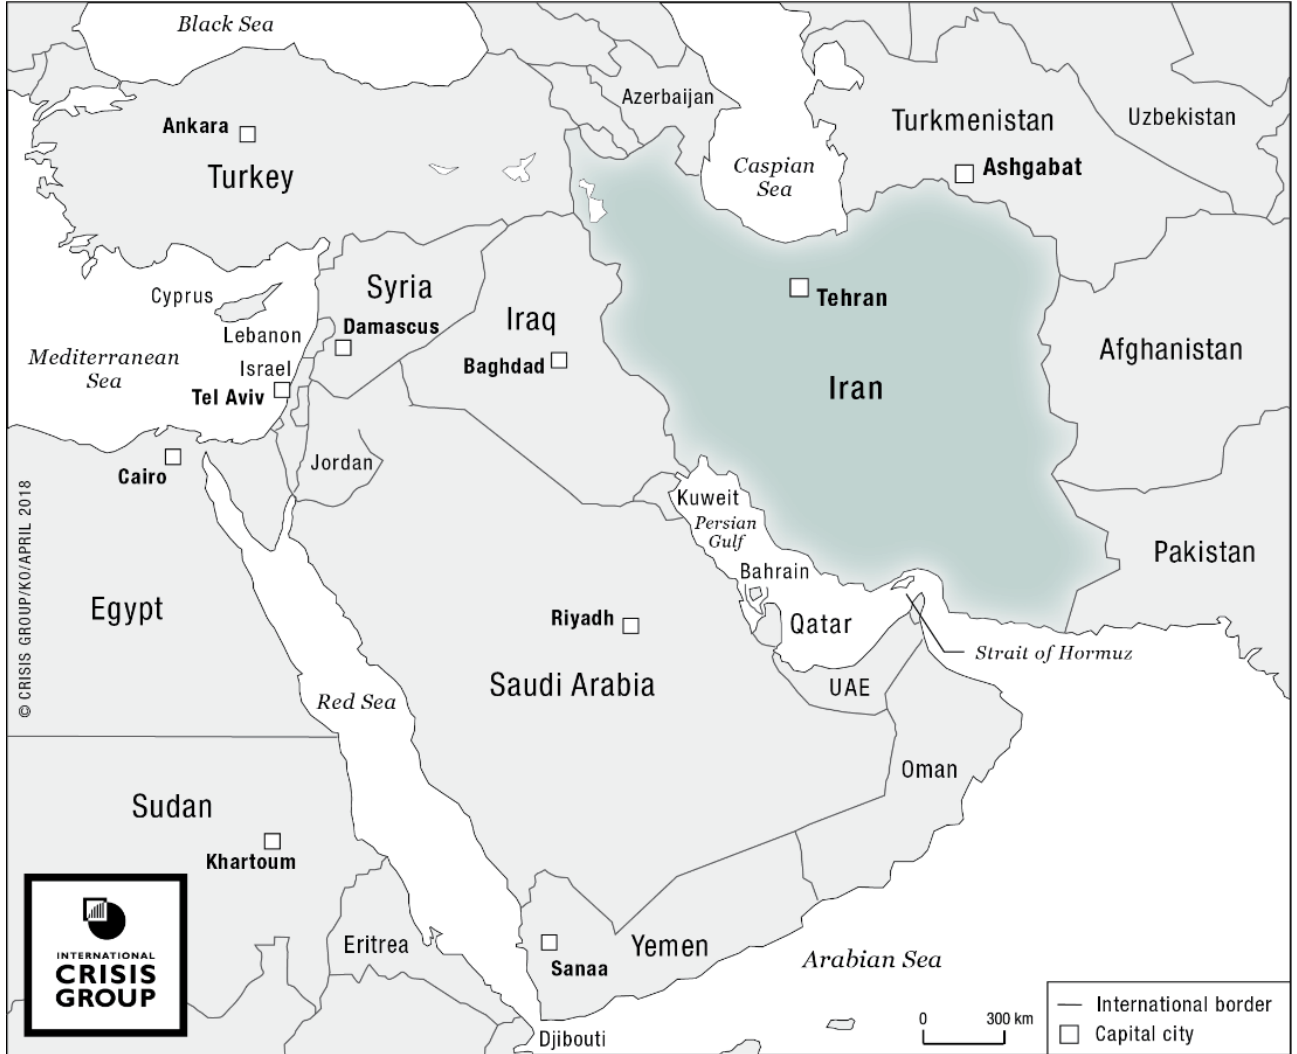 Black Sea
Azerbaijan
Ankara
Turkmenistan
Uzbekistan
Turkey
Caspian
Sea
Ashgabat
Cyprus
Syria
Tehran
Lebanon
Damascus
Iraq
Mediterranean
Sea
Israel
Baghdad
Afghanistan
Tel Aviv
Iran
Cairo
Jordan
Kuweit
Persian
Gulf
© CRISIS GROUP/KO/APRIL 2018
Pakistan
Bahrain
Egypt
Riyadh
Qatar
Strait of Hormuz
Saudi Arabia
UAE
Red Sea
Oman
Sudan
Khartoum
Eritrea
Yemen
Sanaa
Arabian Sea
INTERNATIONAL
CRISIS
GROUP
Djibouti
0 300 km
International border
Capital city